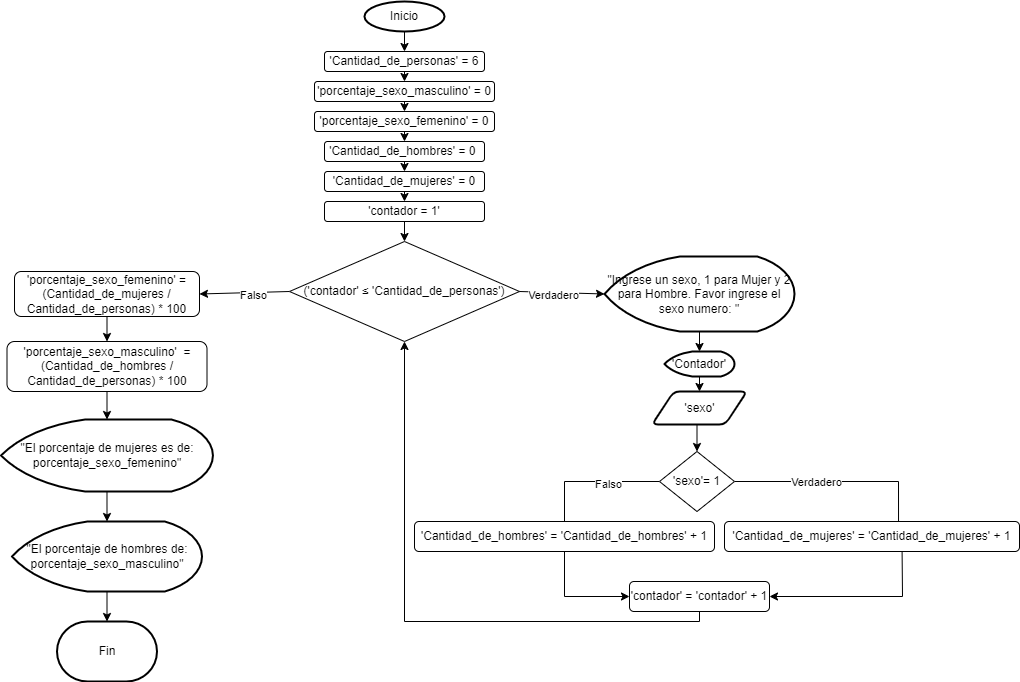 Inicio
'Cantidad_de_personas' = 6
'porcentaje_sexo_masculino' = 0
'porcentaje_sexo_femenino' = 0
'Cantidad_de_hombres' = 0
'Cantidad_de_mujeres' = 0
'contador = 1'
('contador' ≤ 'Cantidad_de_personas')
Falso
Verdadero
'porcentaje_sexo_femenino' =
(Cantidad_de_mujeres /
Cantidad_de_personas) * 100
'porcentaje_sexo_masculino' =
(Cantidad_de_hombres /
Cantidad_de_personas) * 100
"El porcentaje de mujeres es de:
porcentaje_sexo_femenino"
"El porcentaje de hombres de:
porcentaje_sexo_masculino"
Fin
"Ingrese un sexo, 1 para Mujer y 2
para Hombre. Favor ingrese el
sexo numero: "
'Contador'
'sexo'
'sexo'= 1
Falso
Verdadero
'Cantidad_de_hombres' = 'Cantidad_de_hombres' + 1
'Cantidad_de_mujeres' = 'Cantidad_de_mujeres' + 1
'contador' = 'contador' + 1